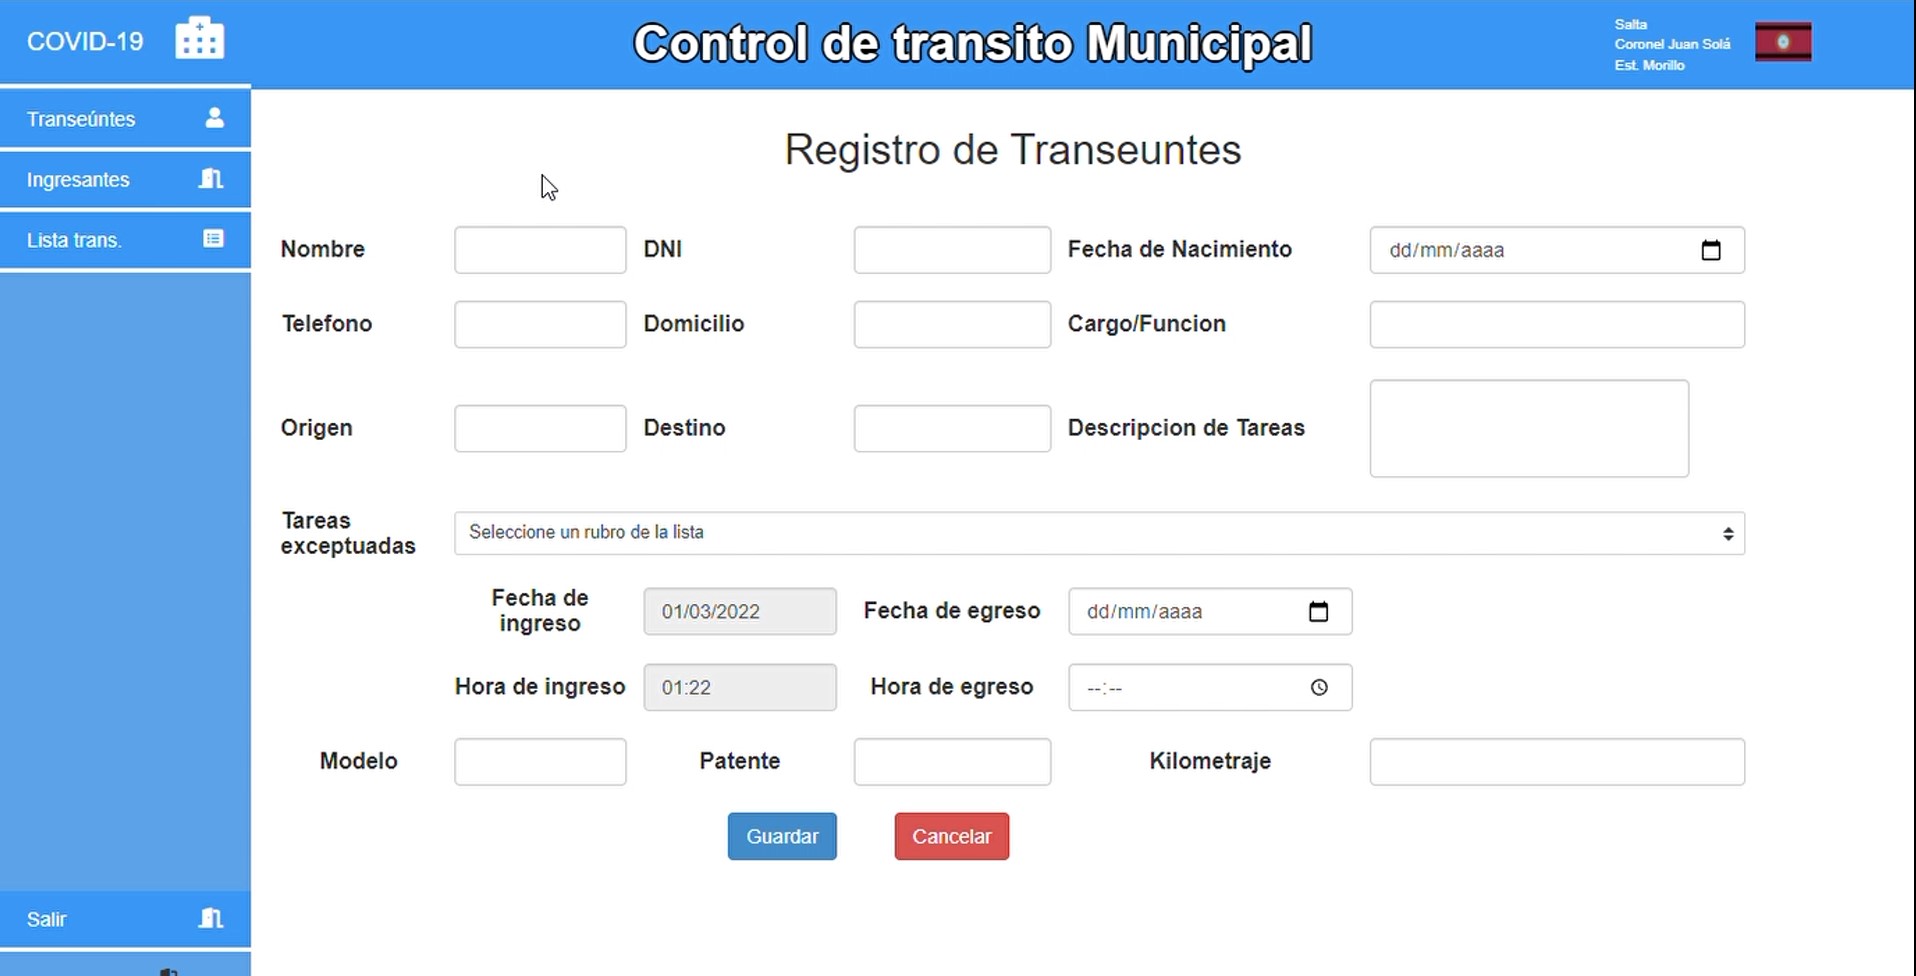 COVID-19
Control de transito Municipal
Salta
Coronel Juan Solá
Est. Morillo
Transeúntes
Ingresantes
Lista trans.
Salir
Registro de Transeuntes
Nombre
DNI
Fecha de Nacimiento
dd/mm/aaaa
Telefono
Domicilio
Cargo/Funcion
Origen
Destino
Descripcion de Tareas
Tareas
exceptuadas
Seleccione un rubro de la lista
Fecha de
ingreso
01/03/2022
Fecha de egreso
dd/mm/aaaa
Hora de ingreso
01:22
Hora de egreso
--:--
Modelo
Patente
Kilometraje
Guardar
Cancelar